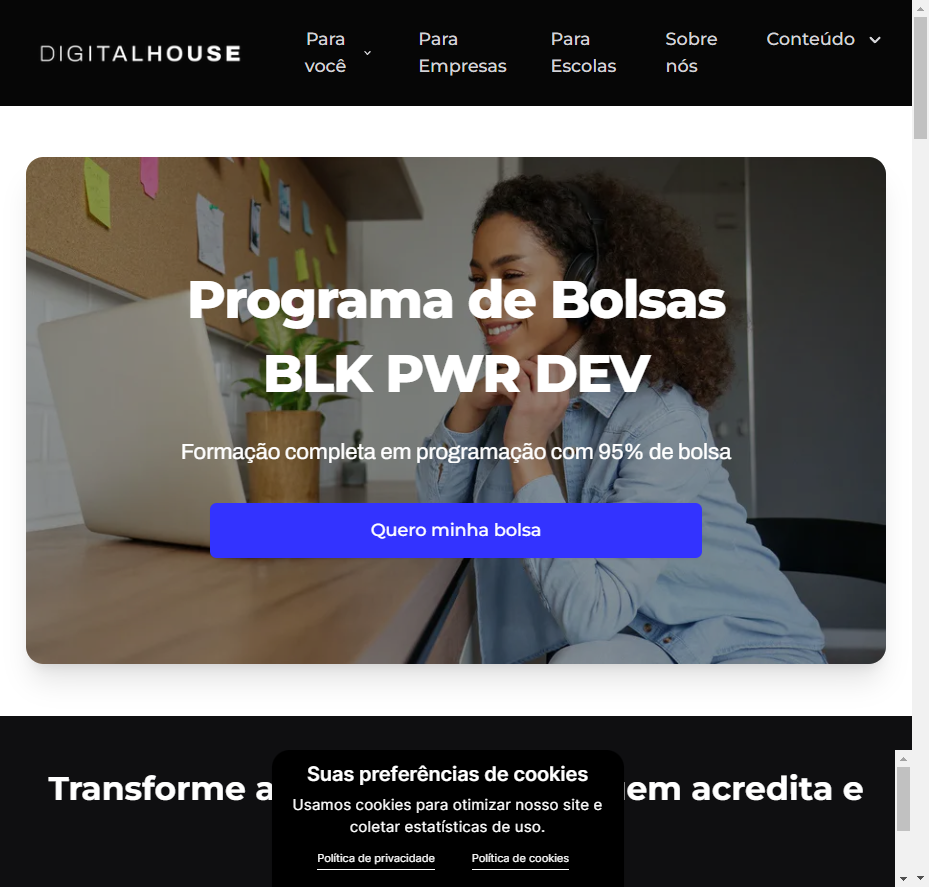 DIGITALHOUSE
Para
você
Para
Empresas
Para
Escolas
Sobre
nós
Conteúdo
Programa de Bolsas
BLK PWR DEV
Formação completa em programação com 95% de bolsa
Quero minha bolsa
Transforme a
em acredita e
Suas preferências de cookies
Usamos cookies para otimizar nosso site e
coletar estatísticas de uso.
Política de privacidade
Política de cookies